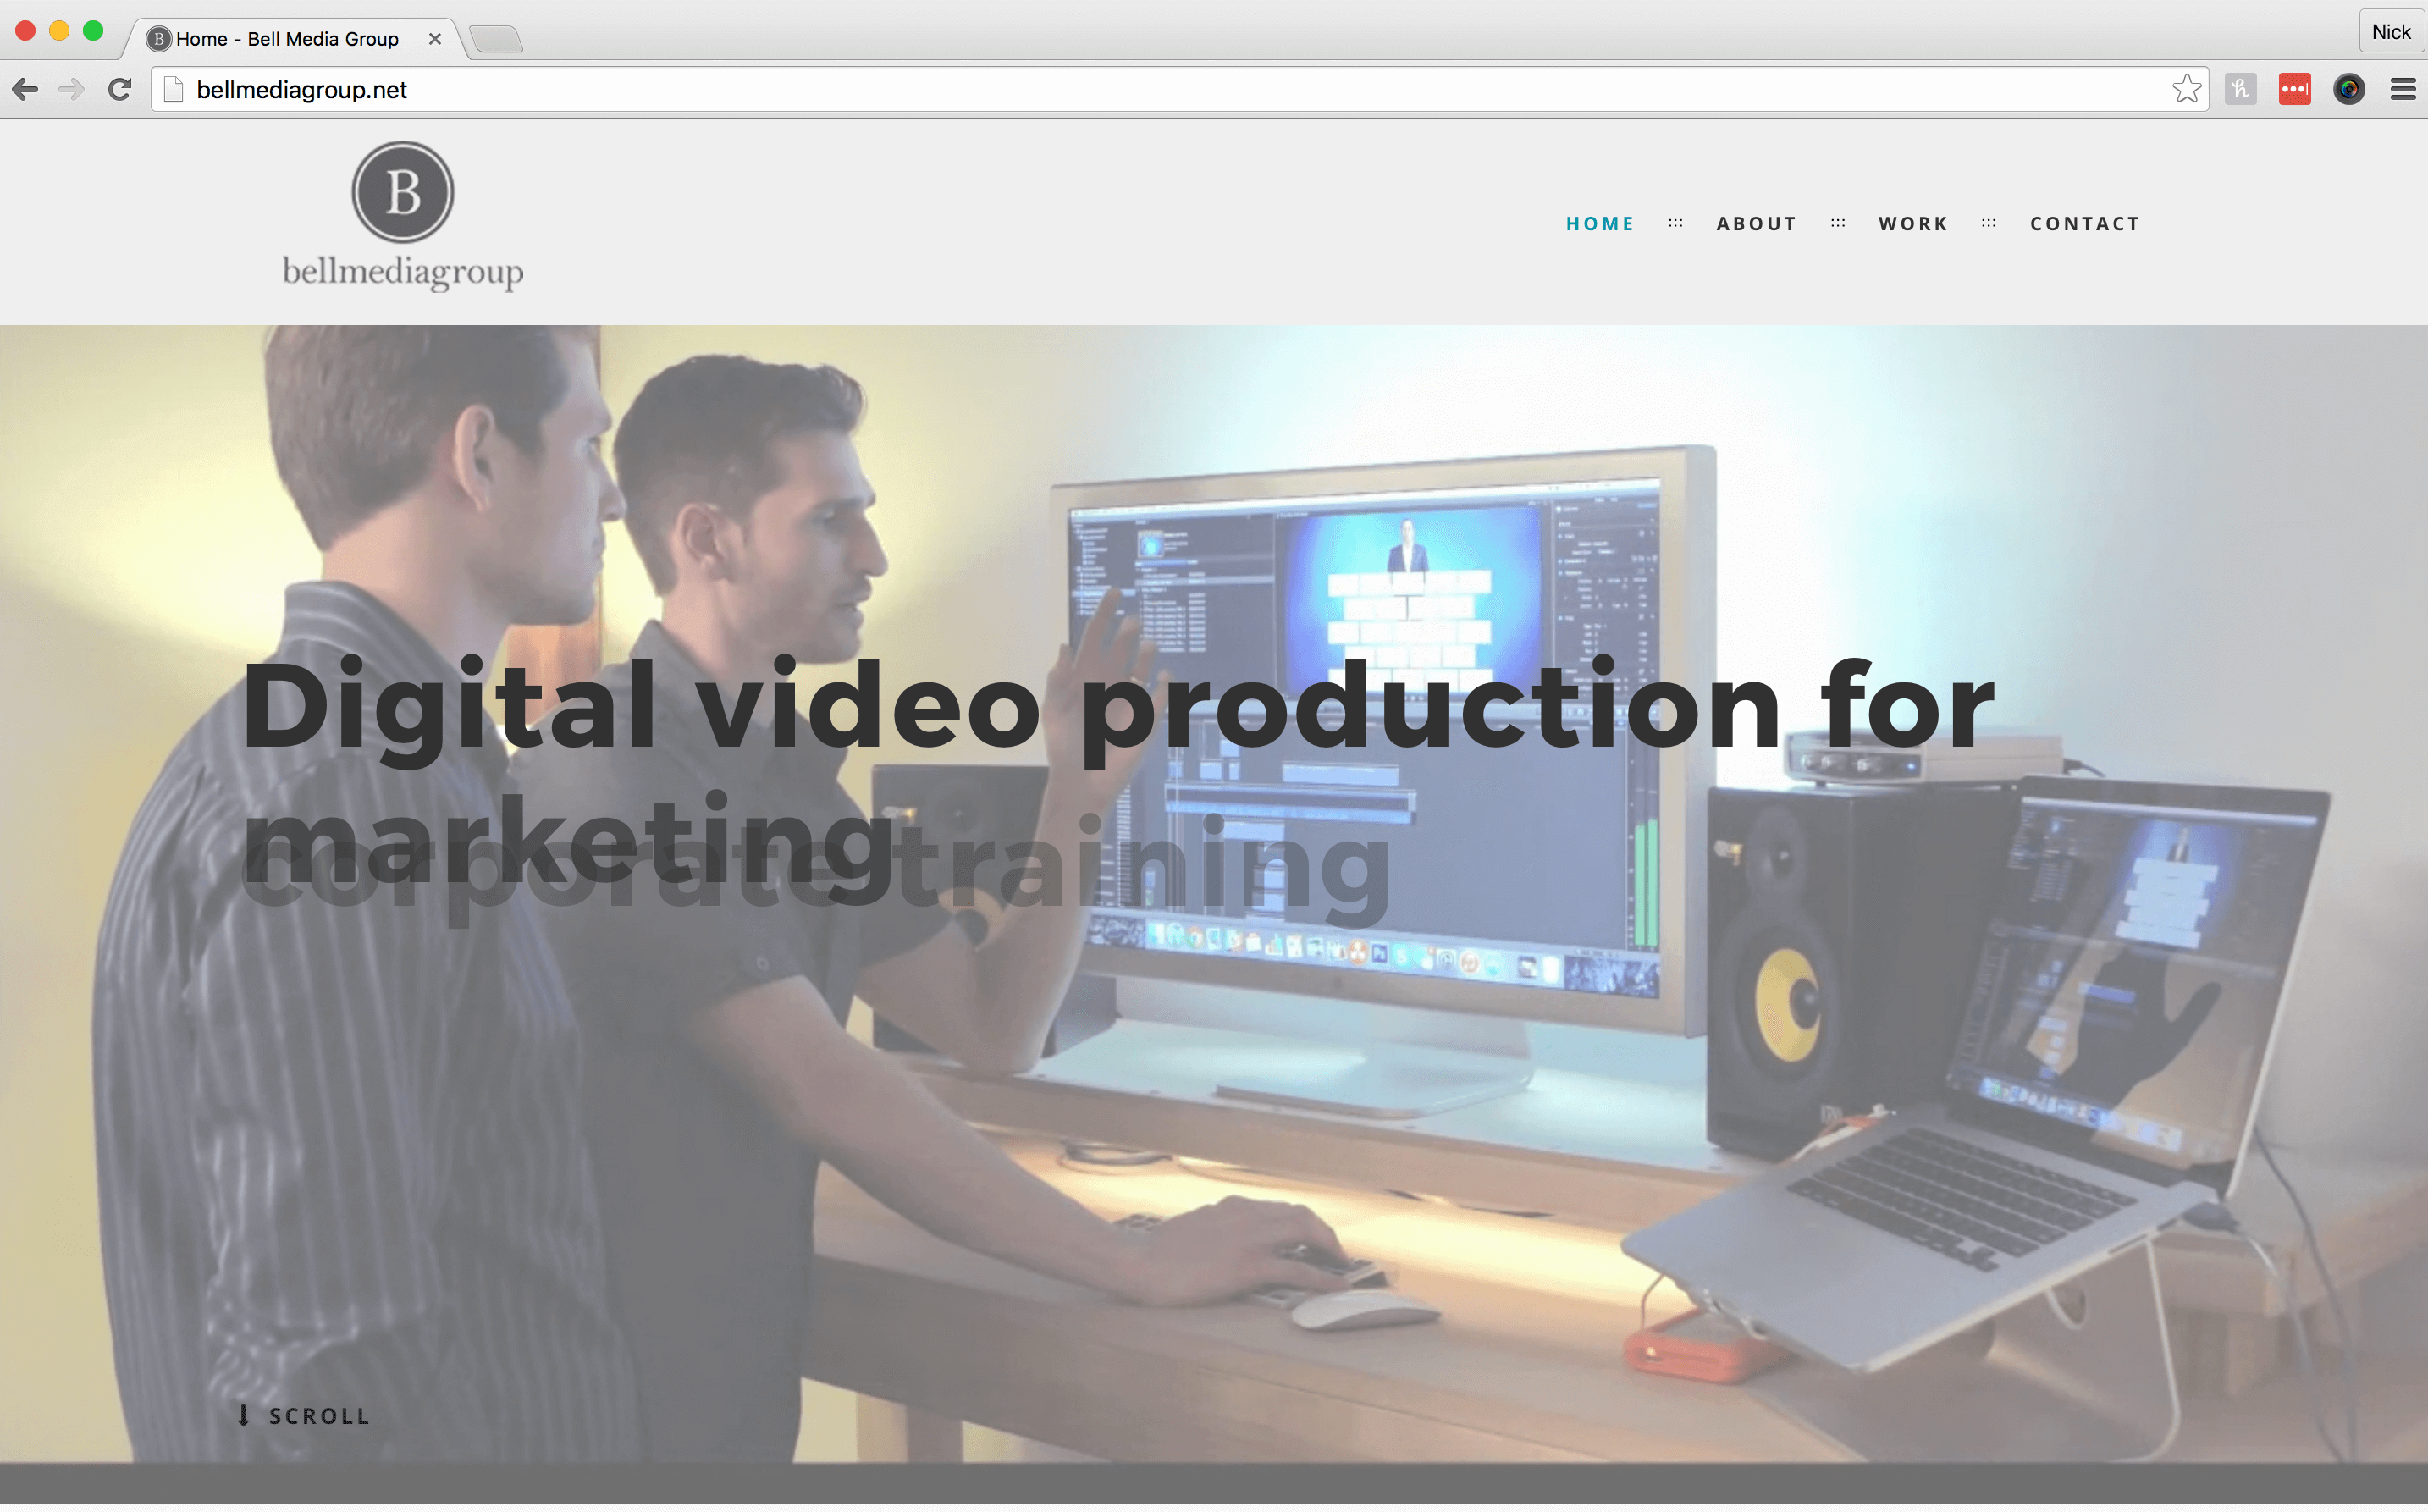 Home - Bell Media Group
Nick
bellmediagroup.net
B
bellmediagroup
HOME ABOUT WORK CONTACT
Digital video production for
marketing
corporate training
SCROLL